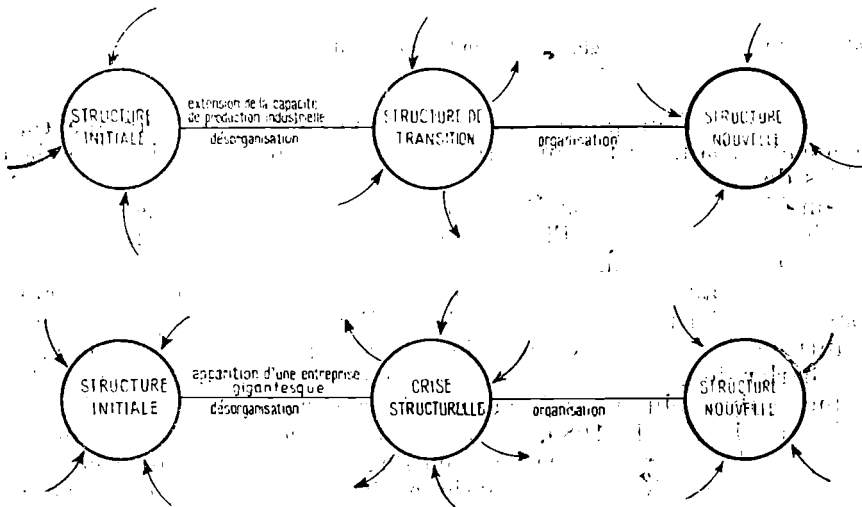 STRUCTURE
INITIALE
extension de la capacité
de production industrielle
désorganisation
STRUCTURE DE
TRANSITION
organisation
STRUCTURE
NOUVELLE
STRUCTURE
INITIALE
apparition d'une entreprise
gigantesque
désorganisation
CRISE
STRUCTURELLE
organisation
STRUCTURE
NOUVELLE